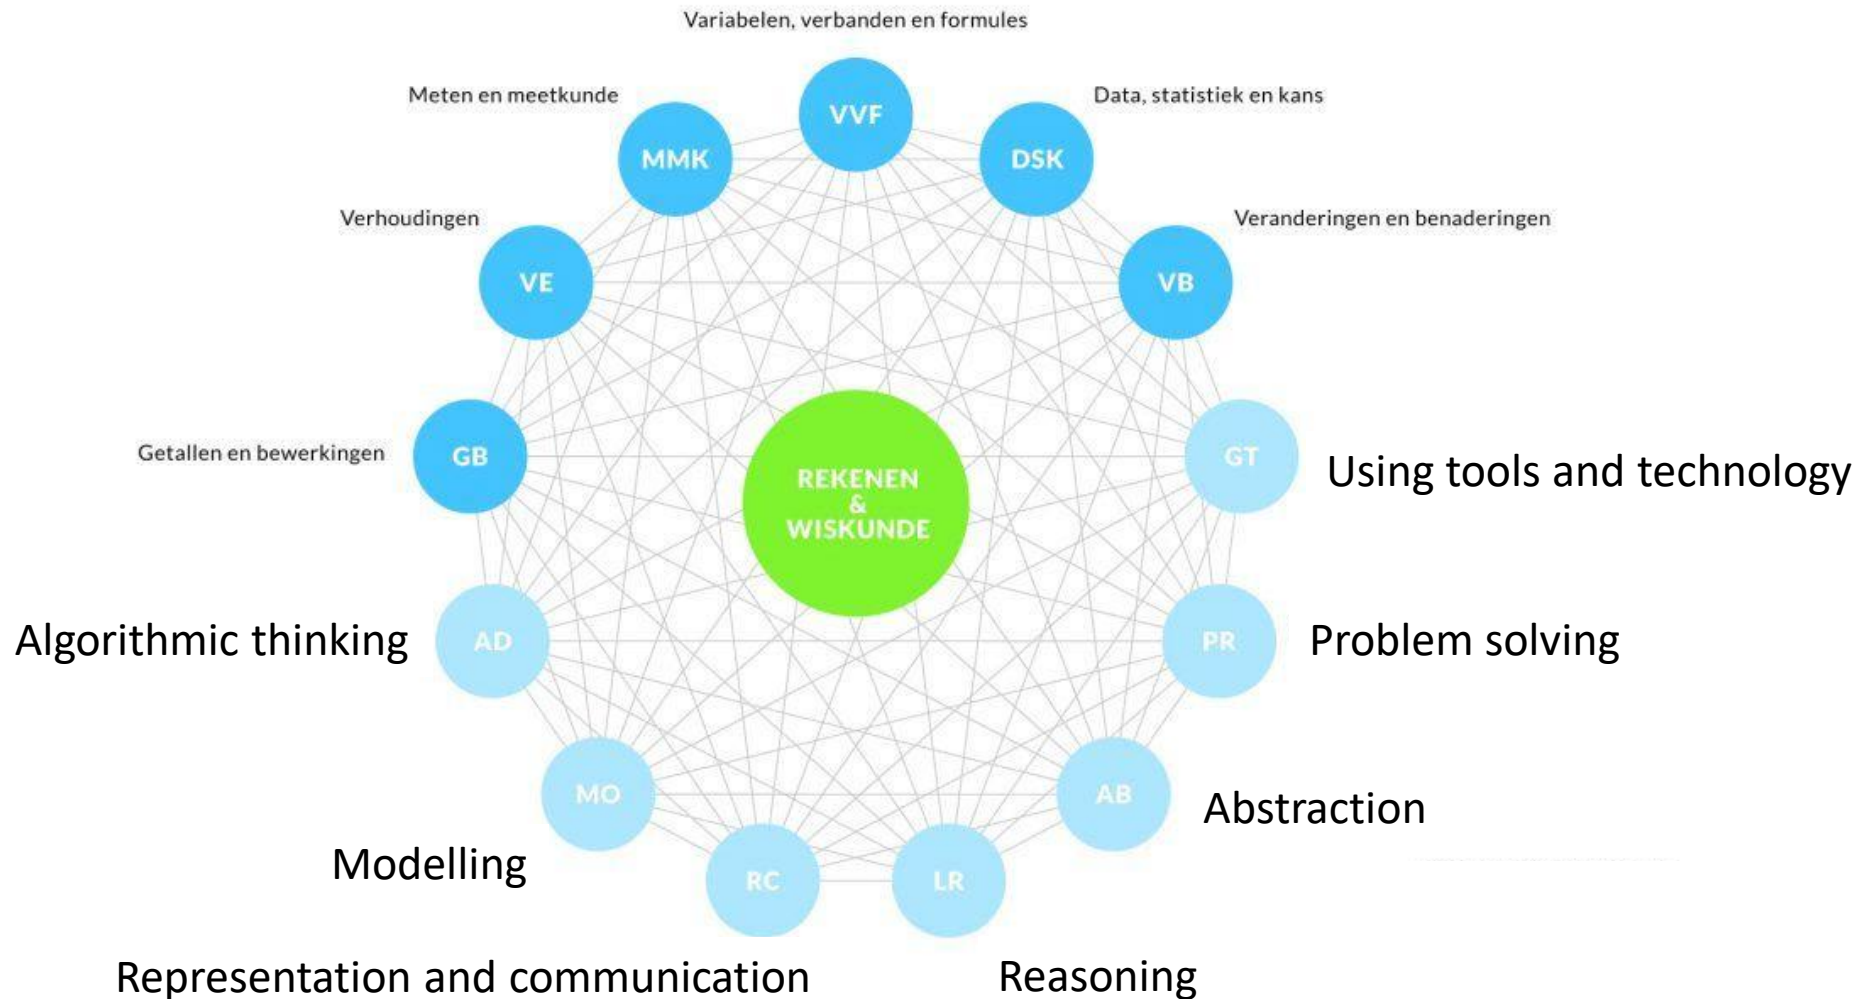 Variabelen, verbanden en formules
Meten en meetkunde
Data, statistiek en kans
VVF
MMK
DSK
Verhoudingen
Veranderingen en benaderingen
VE
VB
Getallen en bewerkingen
GB
GT
Using tools and technology
REKENEN
&
WISKUNDE
Algorithmic thinking
AD
PR
Problem solving
MO
AB
Abstraction
Modelling
RC
LR
Representation and communication
Reasoning